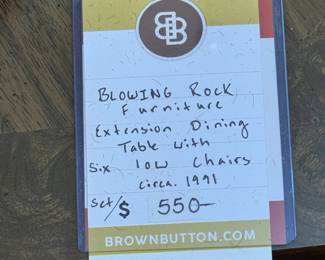 BB
BLOWING ROCK
Furniture
Extension Dining
Table with
Six low Chairs
circa. 1991
Set/$ 550-
BROWNBUTTON.COM